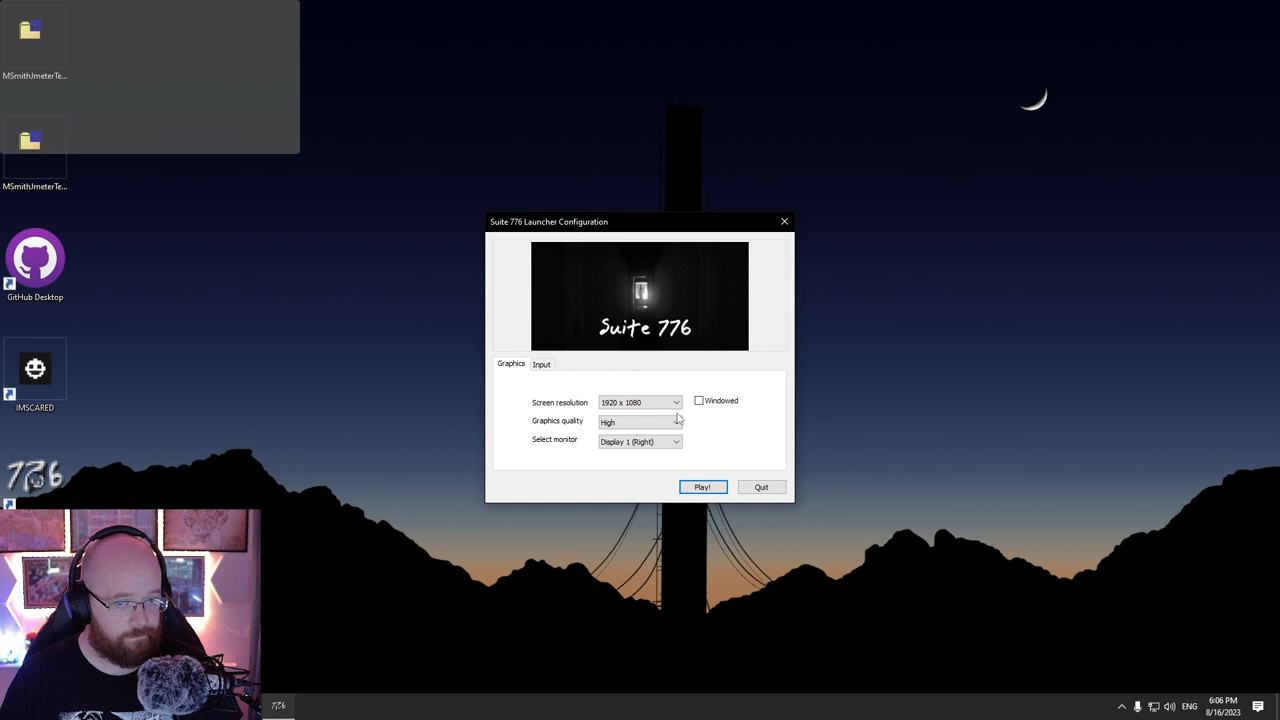 MSmithJmeterTe...
MSmithJmeterTe...
GitHub Desktop
IMSCARED
776
Suite 776 Launcher Configuration
Suite 776
Graphics
Input
Screen resolution
1920 x 1080
Windowed
Graphics quality
High
Select monitor
Display 1 (Right)
Play!
Quit
776
ENG
6:06 PM
8/16/2023